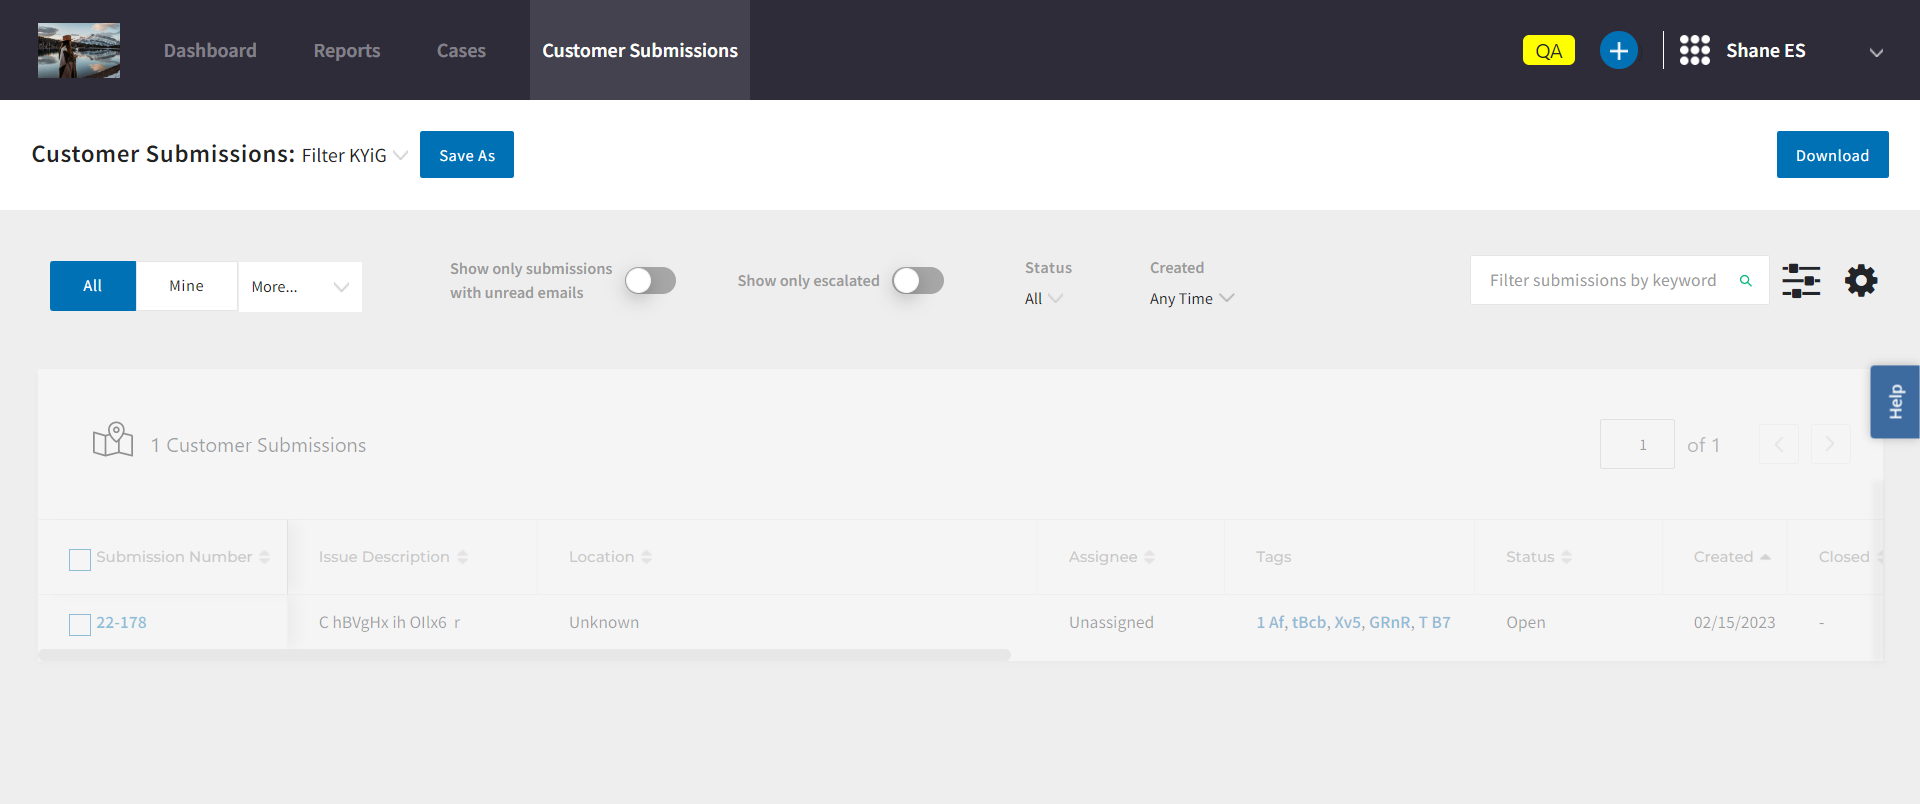 Dashboard
Reports
Cases
Customer Submissions
QA
Shane ES
Customer Submissions: Filter KYiG
Save As
Download
All
Mine
More...
Show only submissions
with unread emails
Show only escalated
Status
All
Created
Any Time
Filter submissions by keyword
Help
1 Customer Submissions
1
of 1
Submission Number
Issue Description
Location
Assignee
Tags
Status
Created
Closed
22-178
C hBVgHx ih OIlx6 r
Unknown
Unassigned
1 Af, tBcb, Xv5, GRnR, T B7
Open
02/15/2023
-